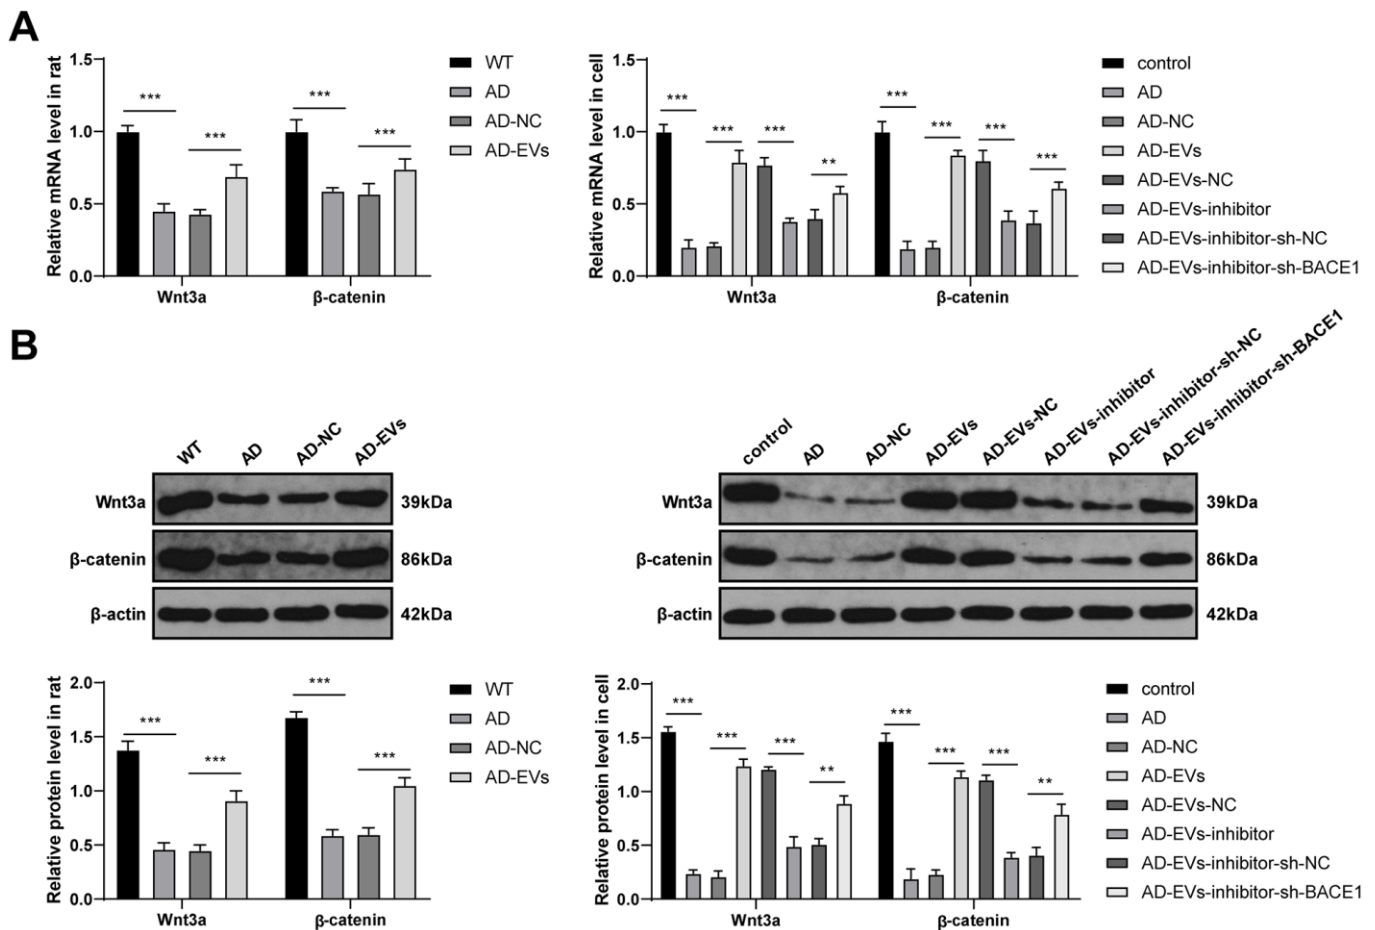 A
Relative mRNA level in rat
1.5
1.0
0.5
0.0
***
***
***
***
Wnt3a
β-catenin
WT
AD
AD-NC
AD-EVs
Relative mRNA level in cell
1.5
1.0
0.5
0.0
***
***
***
**
***
***
***
***
Wnt3a
β-catenin
control
AD
AD-NC
AD-EVs
AD-EVs-NC
AD-EVs-inhibitor
AD-EVs-inhibitor-sh-NC
AD-EVs-inhibitor-sh-BACE1
B
WT
AD
AD-NC
AD-EVs
Wnt3a
39kDa
β-catenin
86kDa
β-actin
42kDa
control
AD
AD-NC
AD-EVs
AD-EVs-NC
AD-EVs-inhibitor
AD-EVs-inhibitor-sh-NC
AD-EVs-inhibitor-sh-BACE1
Wnt3a
39kDa
β-catenin
86kDa
β-actin
42kDa
Relative protein level in rat
2.0
1.5
1.0
0.5
0.0
***
***
***
***
Wnt3a
β-catenin
WT
AD
AD-NC
AD-EVs
Relative protein level in cell
2.0
1.5
1.0
0.5
0.0
***
***
***
**
***
***
***
**
Wnt3a
β-catenin
control
AD
AD-NC
AD-EVs
AD-EVs-NC
AD-EVs-inhibitor
AD-EVs-inhibitor-sh-NC
AD-EVs-inhibitor-sh-BACE1